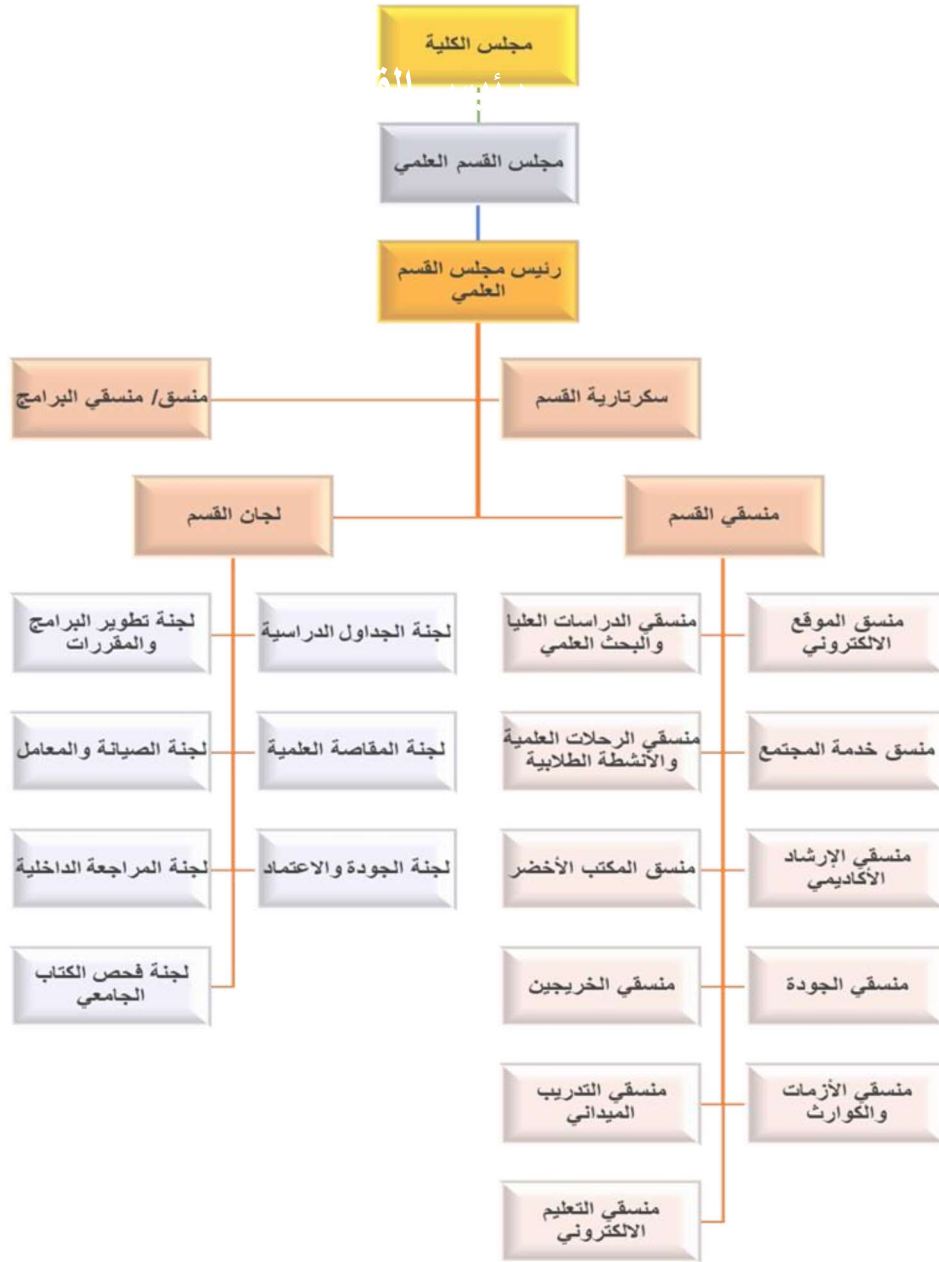 مجلس الكلية
مجلس القسم العلمي
رئيس مجلس القسم
العلمي
سكرتارية القسم
منسق/ منسقي البرامج
منسقي القسم
لجان القسم
منسق الموقع
الالكتروني
منسقي الدراسات العليا
والبحث العلمي
لجنة الجداول الدراسية
لجنة تطوير البرامج
والمقررات
منسق خدمة المجتمع
منسقي الرحلات العلمية
والأنشطة الطلابية
لجنة المقاصة العلمية
لجنة الصيانة والمعامل
منسقي الإرشاد
الأكاديمي
منسق المكتب الأخضر
لجنة الجودة والاعتماد
لجنة المراجعة الداخلية
منسقي الجودة
منسقي الخريجين
لجنة فحص الكتاب
الجامعي
منسقي الأزمات
والكوارث
منسقي التدريب
الميداني
منسقي التعليم
الالكتروني